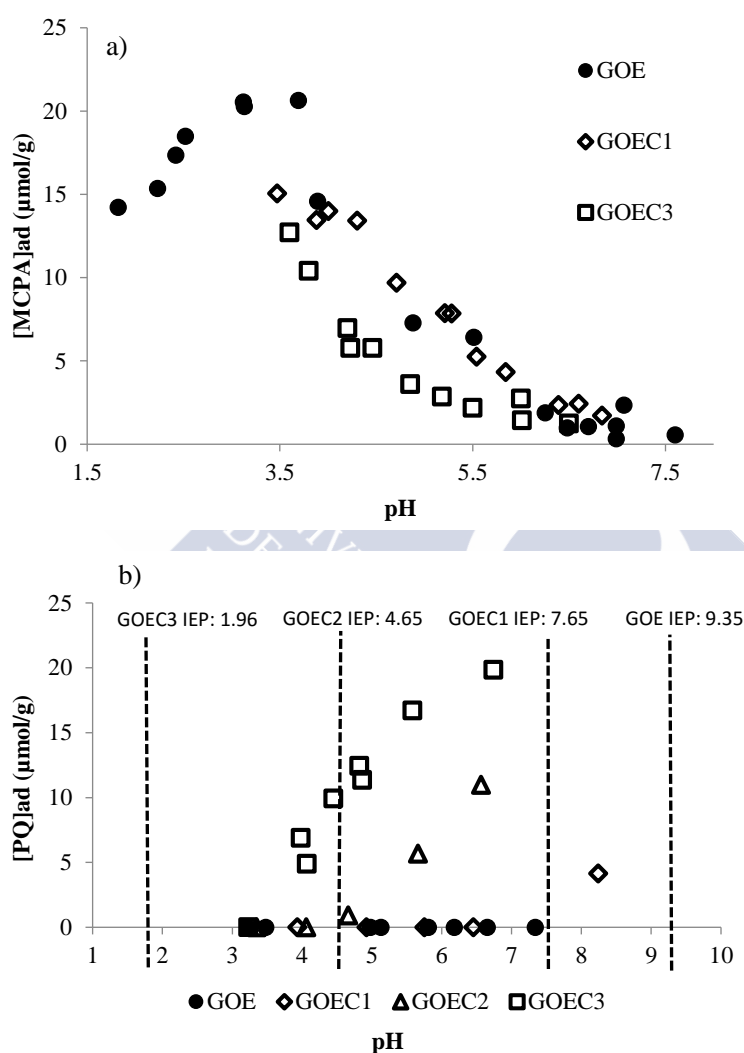 a)
25
20
15
10
5
0
[MCPA]ad (μmol/g)
GOE
GOEC1
GOEC3
1.5 3.5 5.5 7.5
pH
b)
25
20
15
10
5
0
[PQ]ad (μmol/g)
GOEC3 IEP: 1.96 GOEC2 IEP: 4.65 GOEC1 IEP: 7.65 GOE IEP: 9.35
1 2 3 4 5 6 7 8 9 10
GOE GOEC1 GOEC2 GOEC3
pH